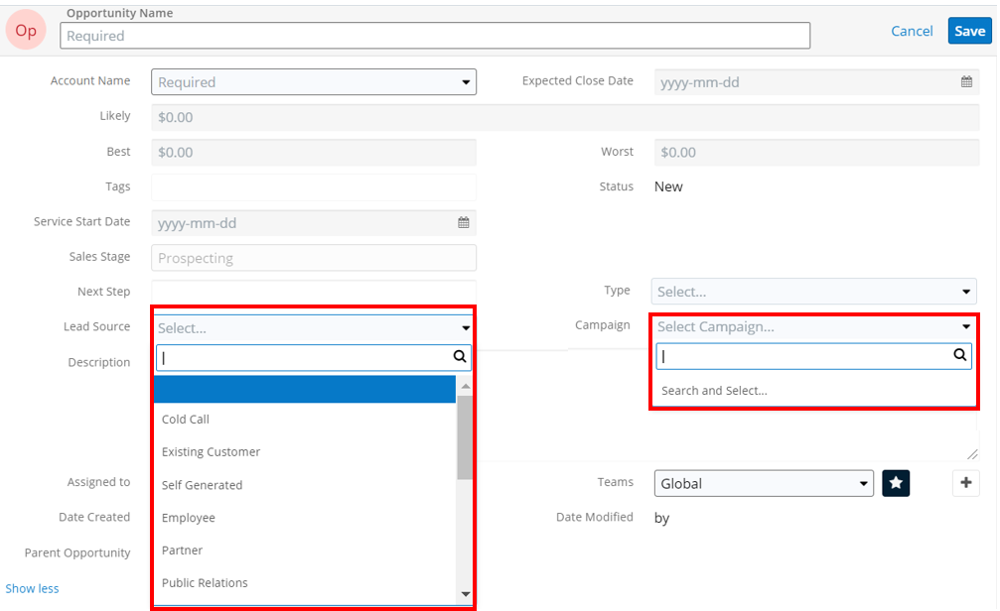 Opportunity Name
Op
Required
Cancel
Save
Account Name
Required
Expected Close Date
yyyy-mm-dd
Likely
$0.00
Best
$0.00
Worst
$0.00
Tags
Status
New
Service Start Date
yyyy-mm-dd
Sales Stage
Prospecting
Next Step
Type
Select...
Lead Source
Select...
Campaign
Select Campaign...
Description
Search and Select...
Cold Call
Existing Customer
Self Generated
Employee
Partner
Public Relations
Assigned to
Teams
Global
Date Created
Date Modified
by
Parent Opportunity
Show less